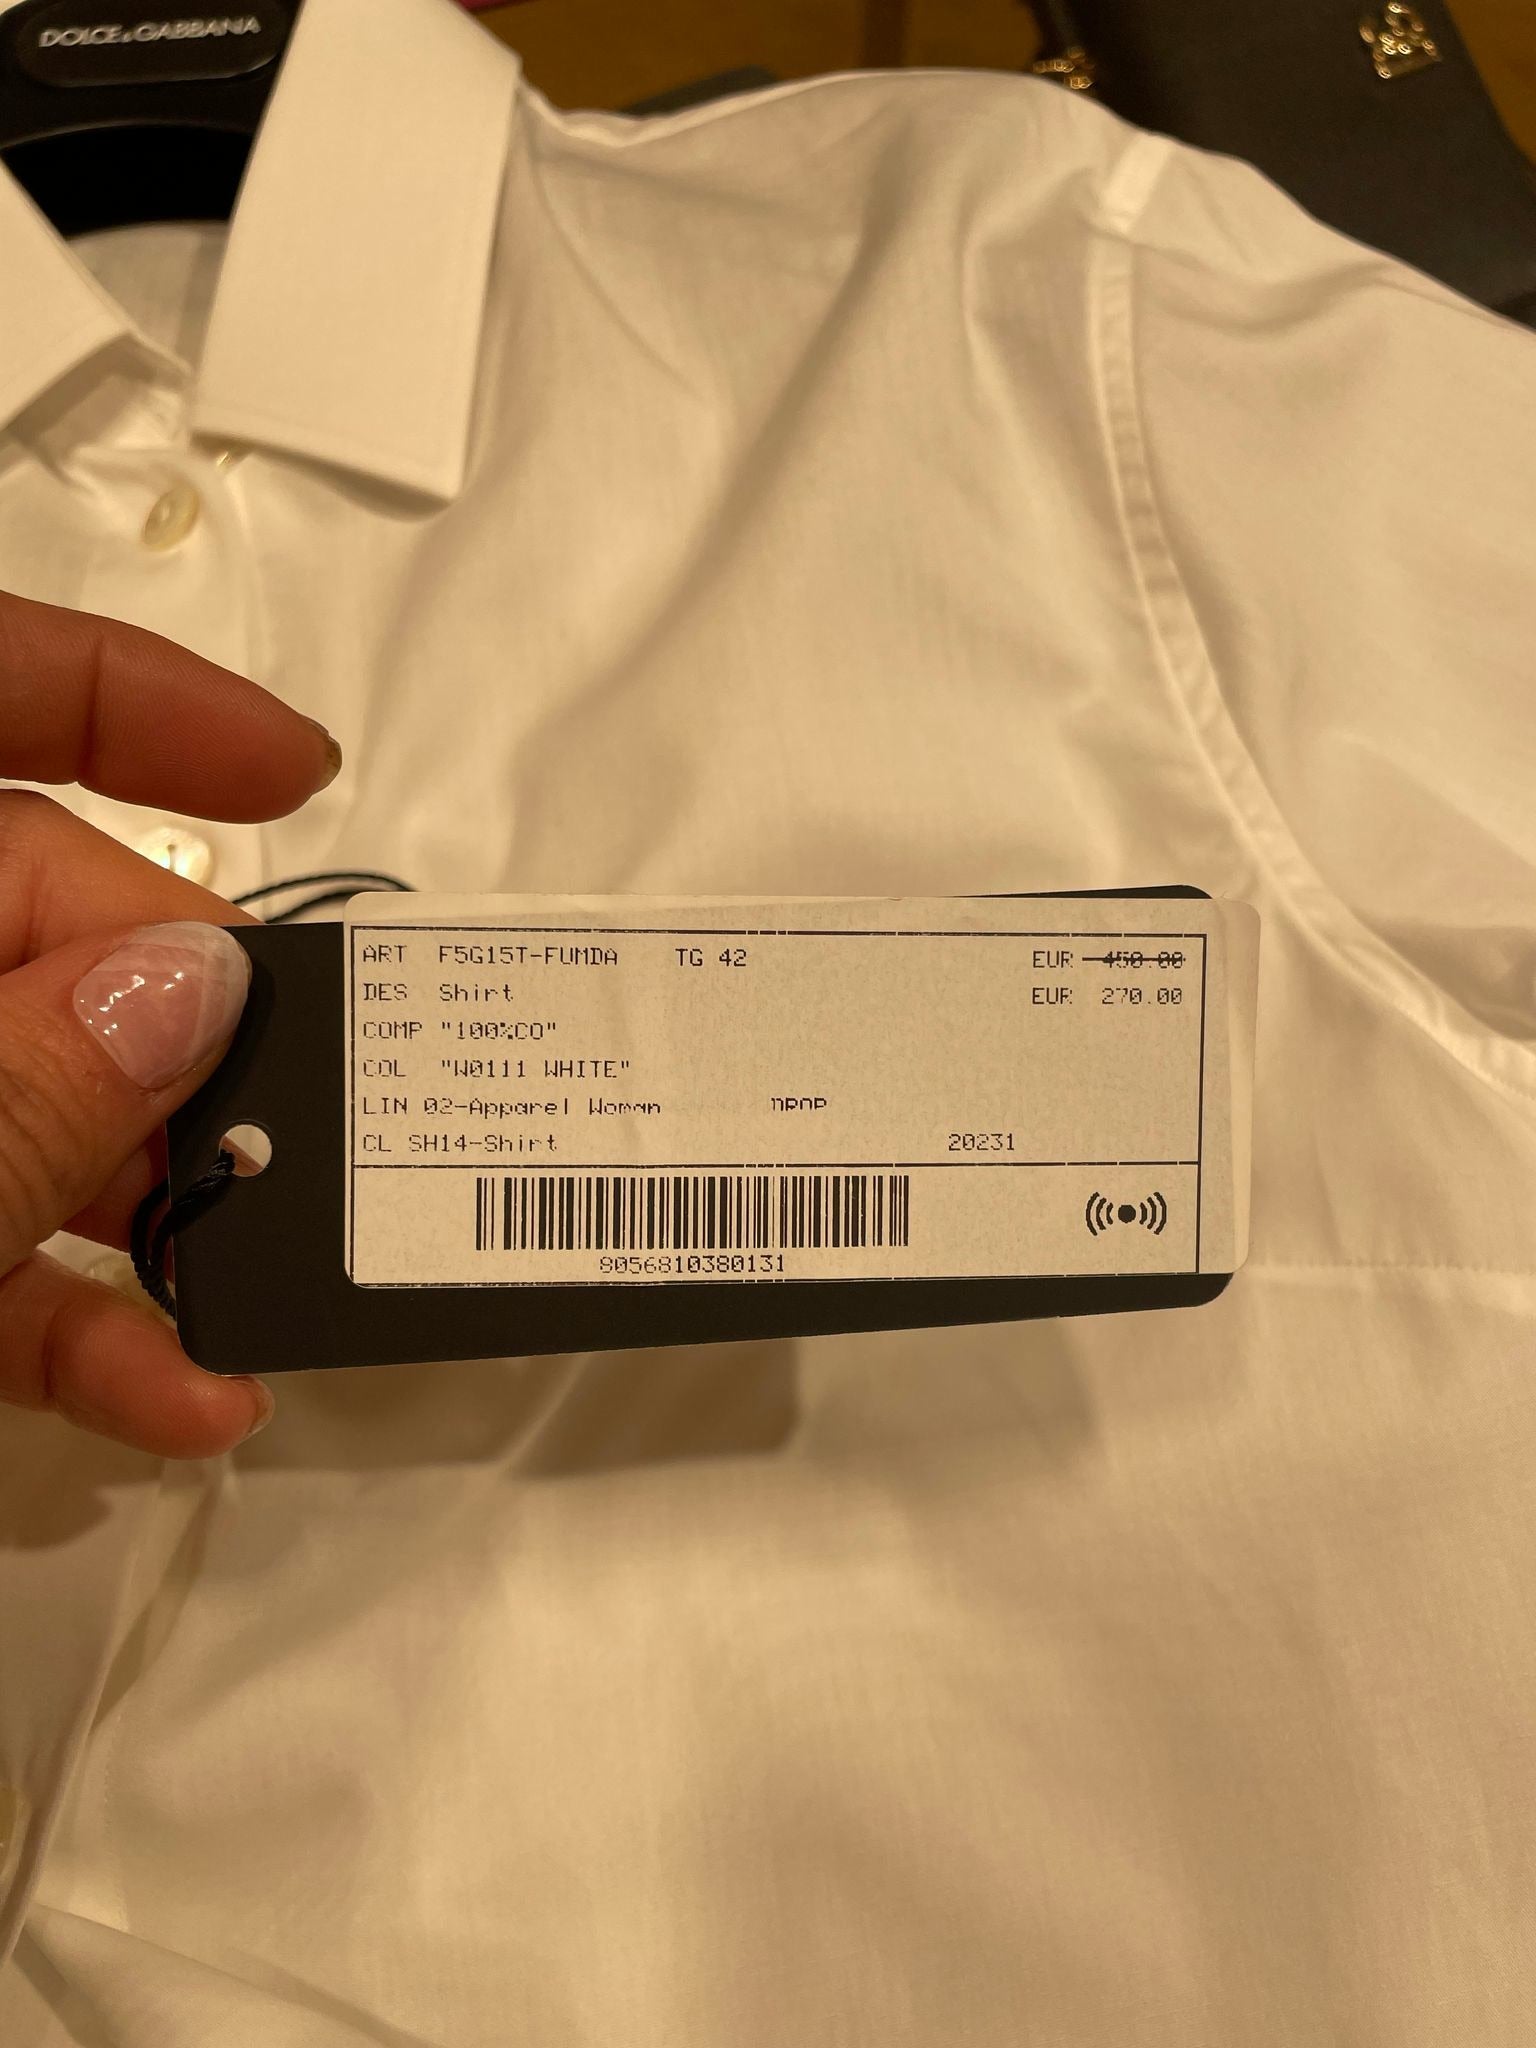 DOLCE&GABBANA
ART F5G15T-FUMDA TG 42 EUR 450.00
DES Shirt EUR 270.00
COMP "100%CO"
COL "W0111 WHITE"
LIN 02-Apparel Woman DROP
CL SH14-Shirt 20231
8056810380131